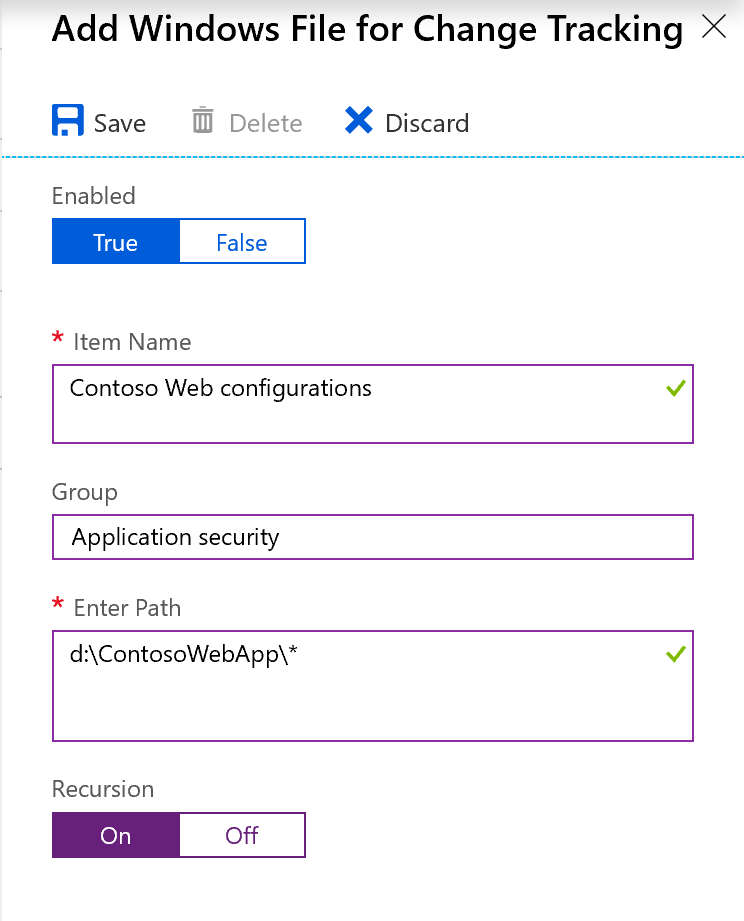 Add Windows File for Change Tracking
Save Delete Discard
Enabled
True False
* Item Name
Contoso Web configurations
Group
Application security
* Enter Path
d:\ContosoWebApp\*
Recursion
On Off